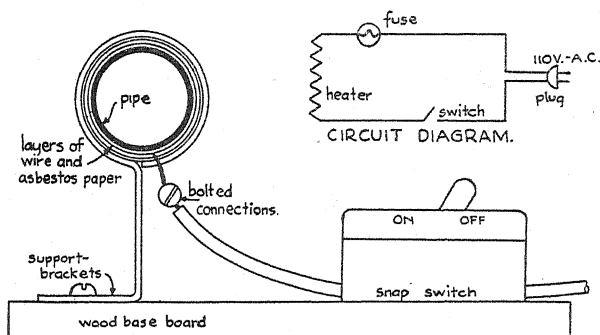 fuse
110V.-A.C.
plug
heater
switch
CIRCUIT DIAGRAM.
pipe
layers of
wire and
asbestos paper
bolted
connections.
support-
brackets
ON OFF
snap switch
wood base board